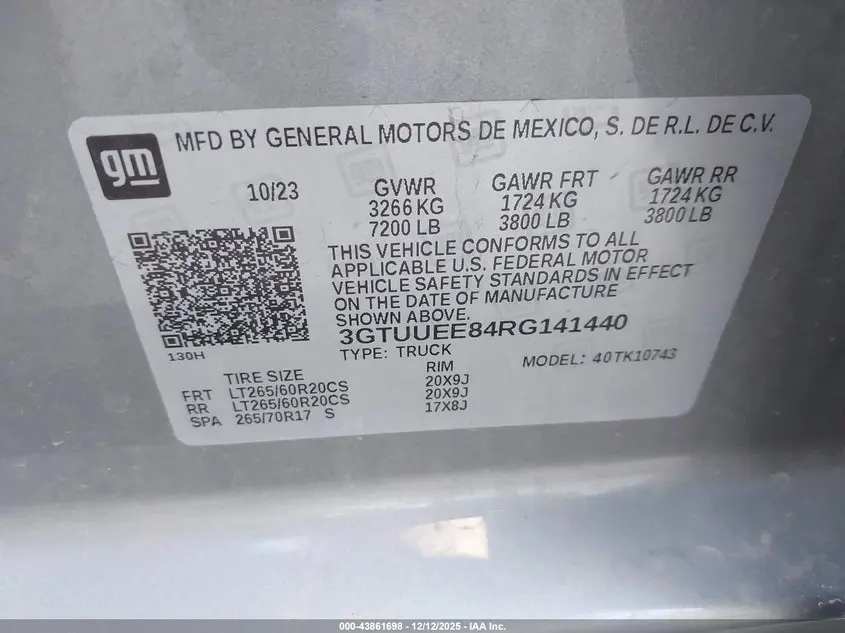 gm
MFD BY GENERAL MOTORS DE MEXICO, S. DE R.L. DE C.V.
10/23
GVWR GAWR FRT GAWR RR
3266 KG 1724 KG 1724 KG
7200 LB 3800 LB 3800 LB
THIS VEHICLE CONFORMS TO ALL
APPLICABLE U.S. FEDERAL MOTOR
VEHICLE SAFETY STANDARDS IN EFFECT
ON THE DATE OF MANUFACTURE
SHOWN ABOVE.
130H
3GTUUEE84RG141440
TYPE: TRUCK MODEL: 40TK10743
TIRE SIZE RIM
FRT LT265/60R20CS 20X9J
RR LT265/60R20CS 20X9J
SPA 265/70R17 S 17X8J
000-43861698 - 12/12/2025 - IAA Inc.